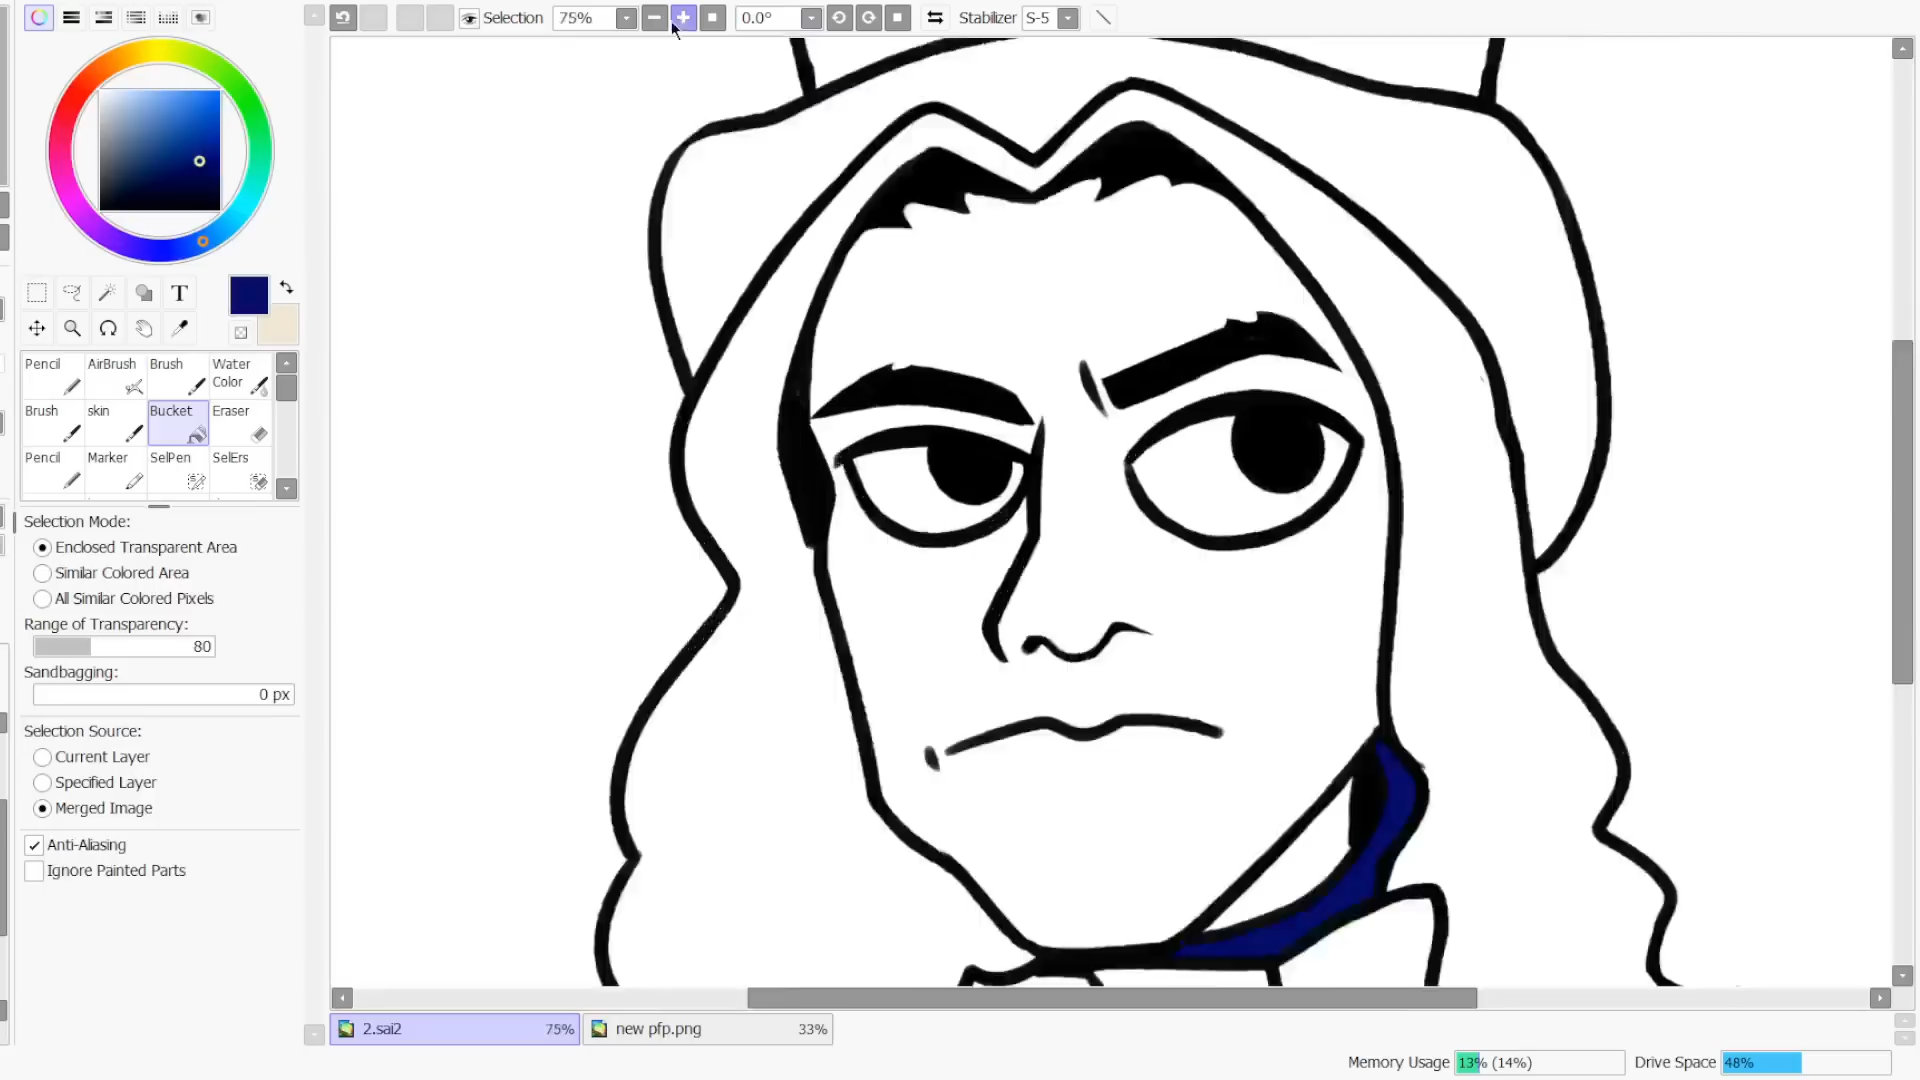 Selection 75% 0.0° Stabilizer S-5
T
Pencil AirBrush Brush Water Color
Brush skin Bucket Eraser
Pencil Marker SelPen SelErs
Selection Mode:
Enclosed Transparent Area
Similar Colored Area
All Similar Colored Pixels
Range of Transparency:
80
Sandbagging:
0 px
Selection Source:
Current Layer
Specified Layer
Merged Image
Anti-Aliasing
Ignore Painted Parts
2.sai2 75% new pfp.png 33%
Memory Usage 13% (14%) Drive Space 48%